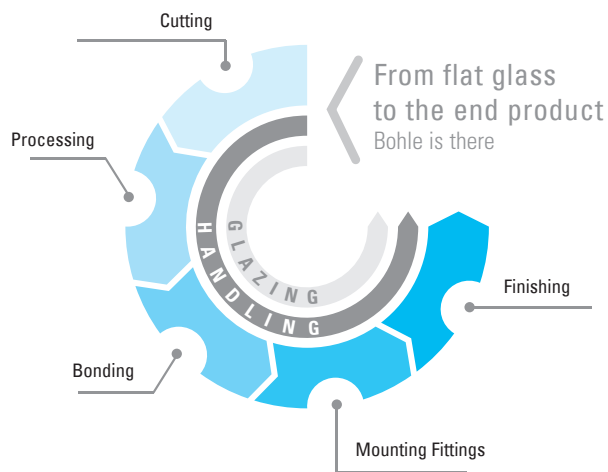 Cutting
From flat glass
to the end product
Bohle is there
Processing
HANDLING
GLAZING
Finishing
Bonding
Mounting Fittings